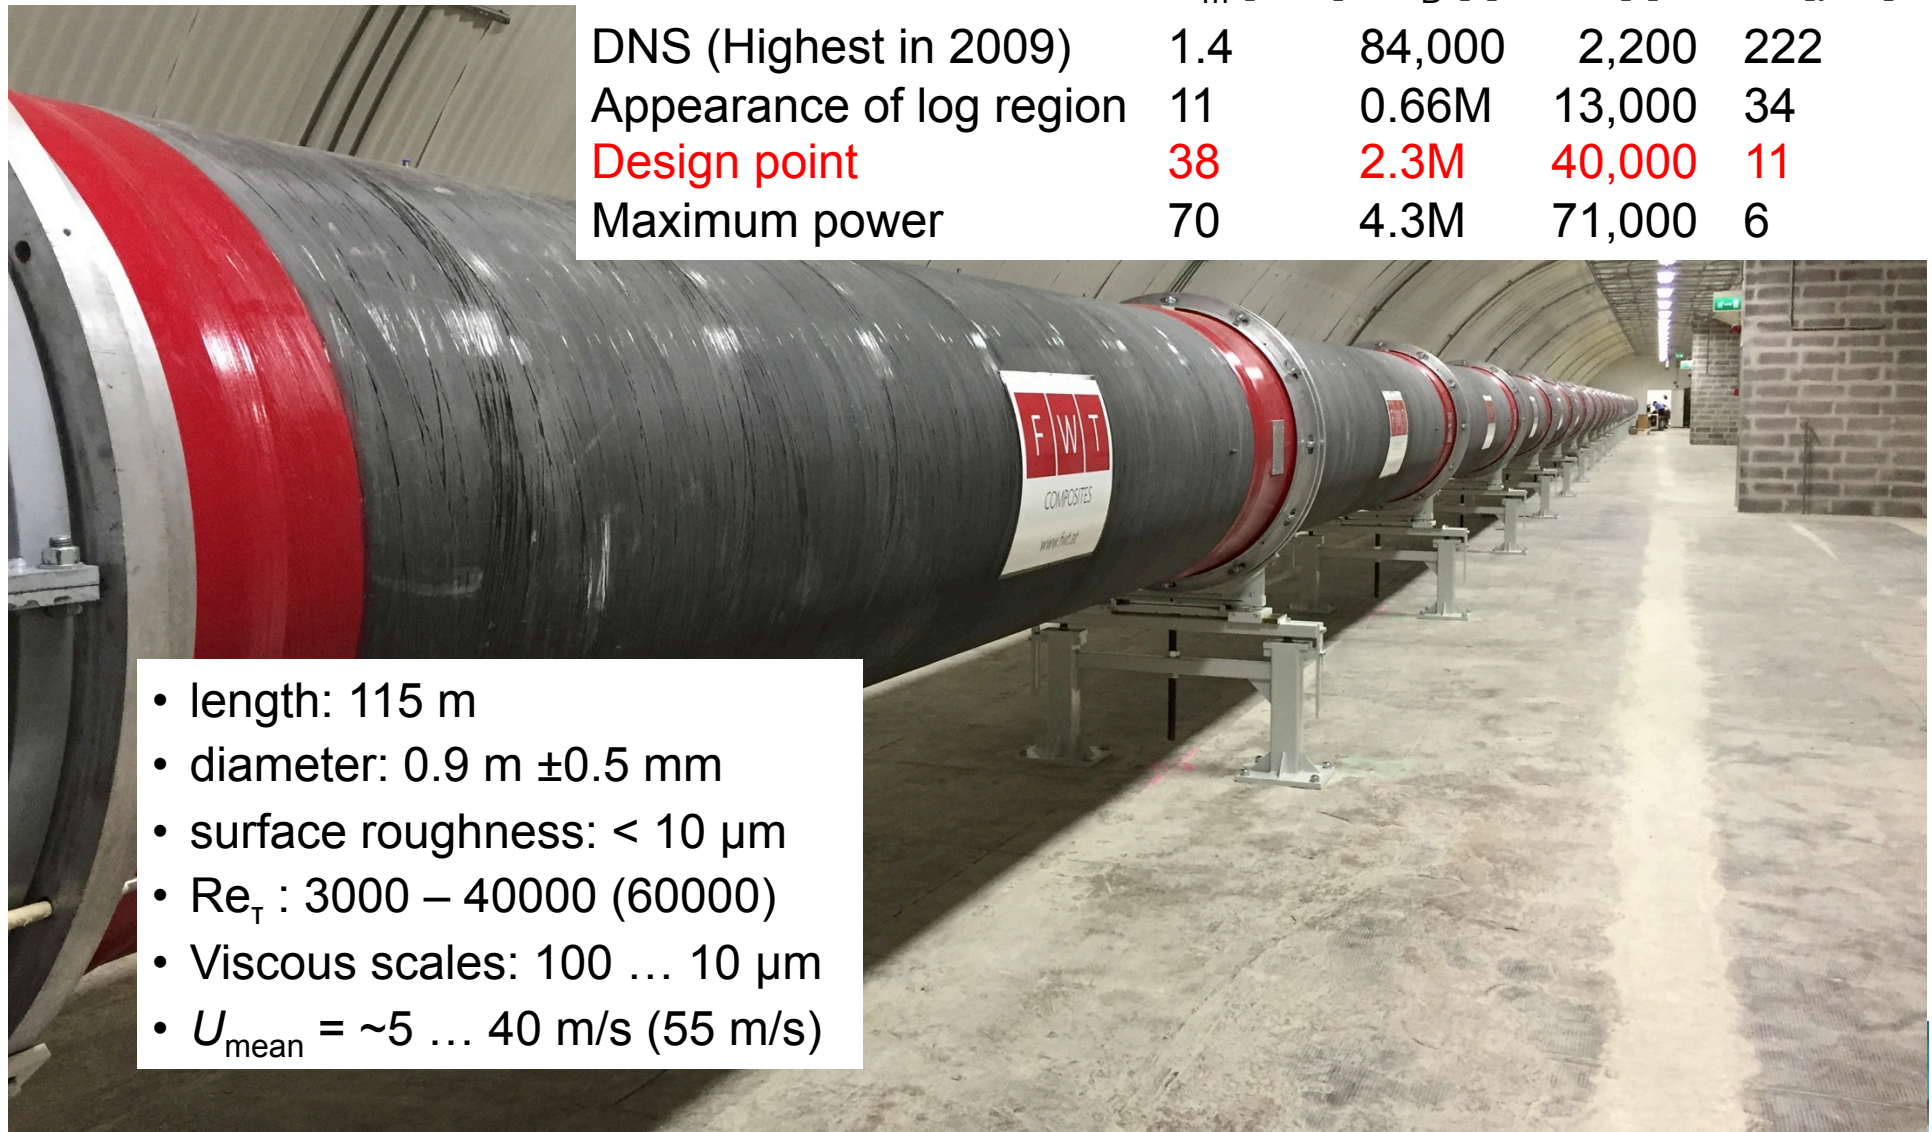 DNS (Highest in 2009) 1.4 84,000 2,200 222
Appearance of log region 11 0.66M 13,000 34
Design point 38 2.3M 40,000 11
Maximum power 70 4.3M 71,000 6
F W T
COMPOSITES
www.fwt.at
• length: 115 m
• diameter: 0.9 m ±0.5 mm
• surface roughness: < 10 µm
• Reτ : 3000 – 40000 (60000)
• Viscous scales: 100 … 10 µm
• Umean = ~5 … 40 m/s (55 m/s)